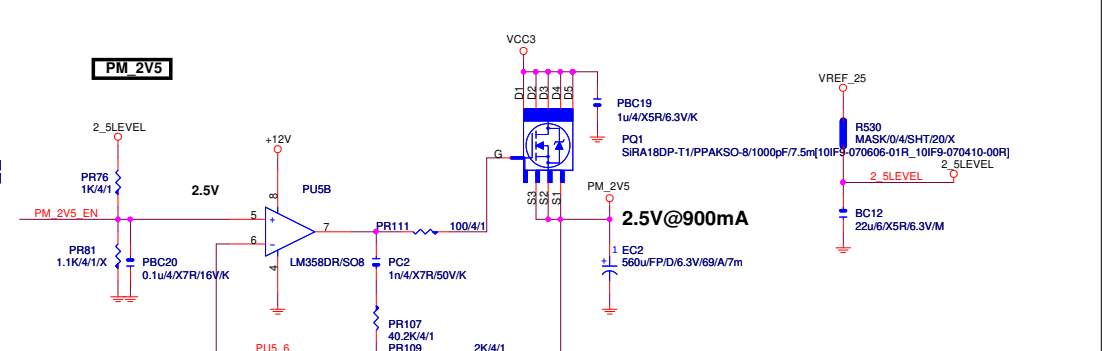 VCC3
PM_2V5
D1
D2
D3
D4
D5
VREF_25
PBC19
1u/4/X5R/6.3V/K
2_5LEVEL
+12V
R530
MASK/0/4/SHT/20/X
PQ1
SiRA18DP-T1/PPAKSO-8/1000pF/7.5m[10IF9-070606-01R_10IF9-070410-00R]
G
2_5LEVEL
2_5LEVEL
PR76
1K/4/1
2.5V
PU5B
8
S3
S2
S1
PM_2V5
PM_2V5_EN
5
+
7
6
-
4
PR111
100/4/1
2.5V@900mA
BC12
22u/6/X5R/6.3V/M
PR81
1.1K/4/1/X
PBC20
0.1u/4/X7R/16V/K
LM358DR/SO8
PC2
1n/4/X7R/50V/K
1
+
EC2
560u/FP/D/6.3V/69/A/7m
PR107
40.2K/4/1
PU5_6
PR109
2K/4/1